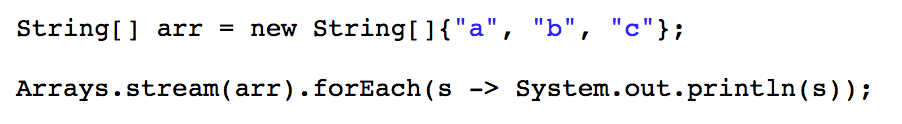 String[] arr = new String[]{"a", "b", "c"};
Arrays.stream(arr).forEach(s -> System.out.println(s));